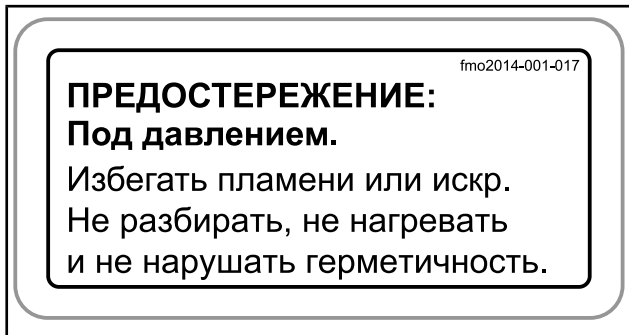 fmo2014-001-017
ПРЕДОСТЕРЕЖЕНИЕ:
Под давлением.
Избегать пламени или искр.
Не разбирать, не нагревать
и не нарушать герметичность.